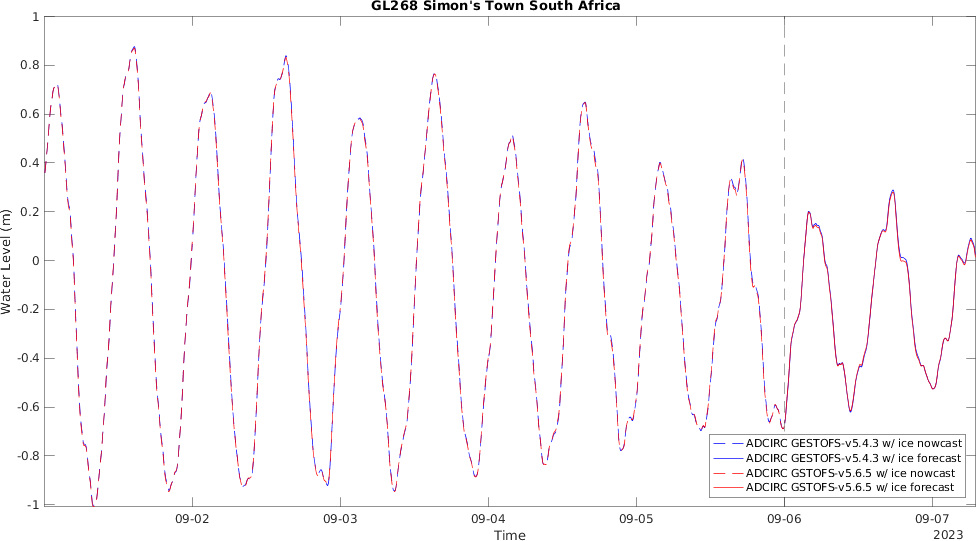 GL268 Simon's Town South Africa
1
0.8
0.6
0.4
0.2
0
-0.2
-0.4
-0.6
-0.8
-1
Water Level (m)
ADCIRC GESTOFS-v5.4.3 w/ ice nowcast
ADCIRC GESTOFS-v5.4.3 w/ ice forecast
ADCIRC GSTOFS-v5.6.5 w/ ice nowcast
ADCIRC GSTOFS-v5.6.5 w/ ice forecast
09-02 09-03 09-04 09-05 09-06 09-07
Time 2023